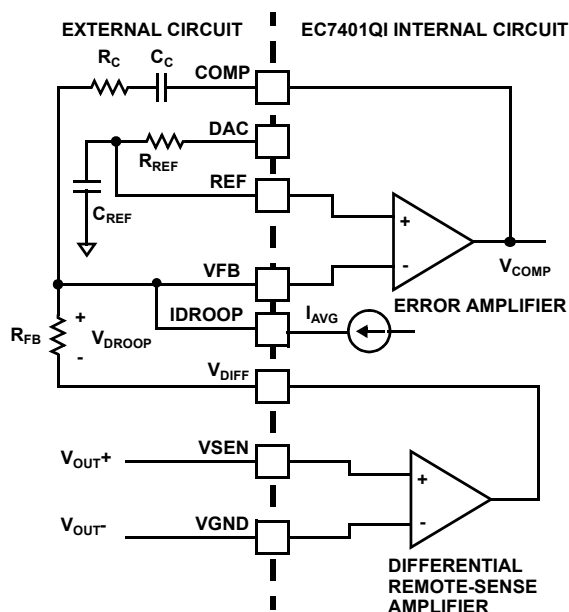 EXTERNAL CIRCUIT
EC7401QI INTERNAL CIRCUIT
RC
CC
COMP
DAC
RREF
REF
CREF
+
-
VCOMP
VFB
ERROR AMPLIFIER
IDROOP
IAVG
RFB
+
VDROOP
-
VDIFF
VOUT+
VSEN
+
VOUT-
VGND
-
DIFFERENTIAL
REMOTE-SENSE
AMPLIFIER